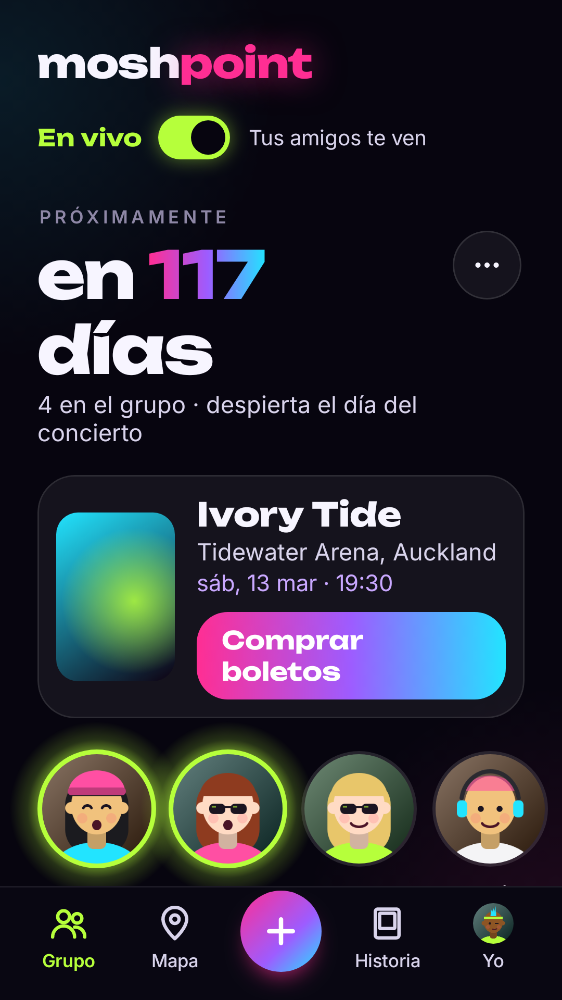 moshpoint
En vivo
Tus amigos te ven
PRÓXIMAMENTE
en 117
días
4 en el grupo · despierta el día del
concierto
Ivory Tide
Tidewater Arena, Auckland
sáb, 13 mar · 19:30
Comprar
boletos
Grupo
Mapa
Historia
Yo